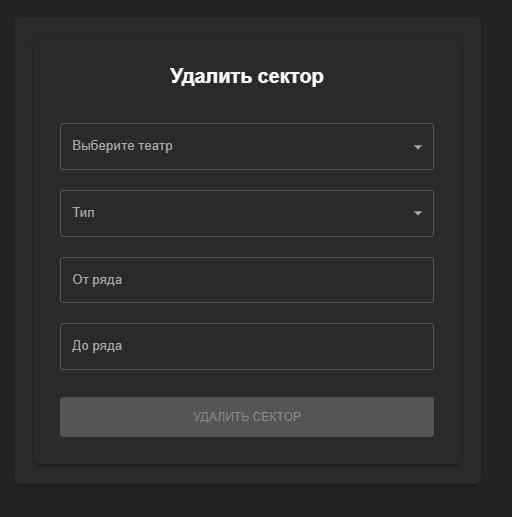 Удалить сектор
Выберите театр
Тип
От ряда
До ряда
УДАЛИТЬ СЕКТОР